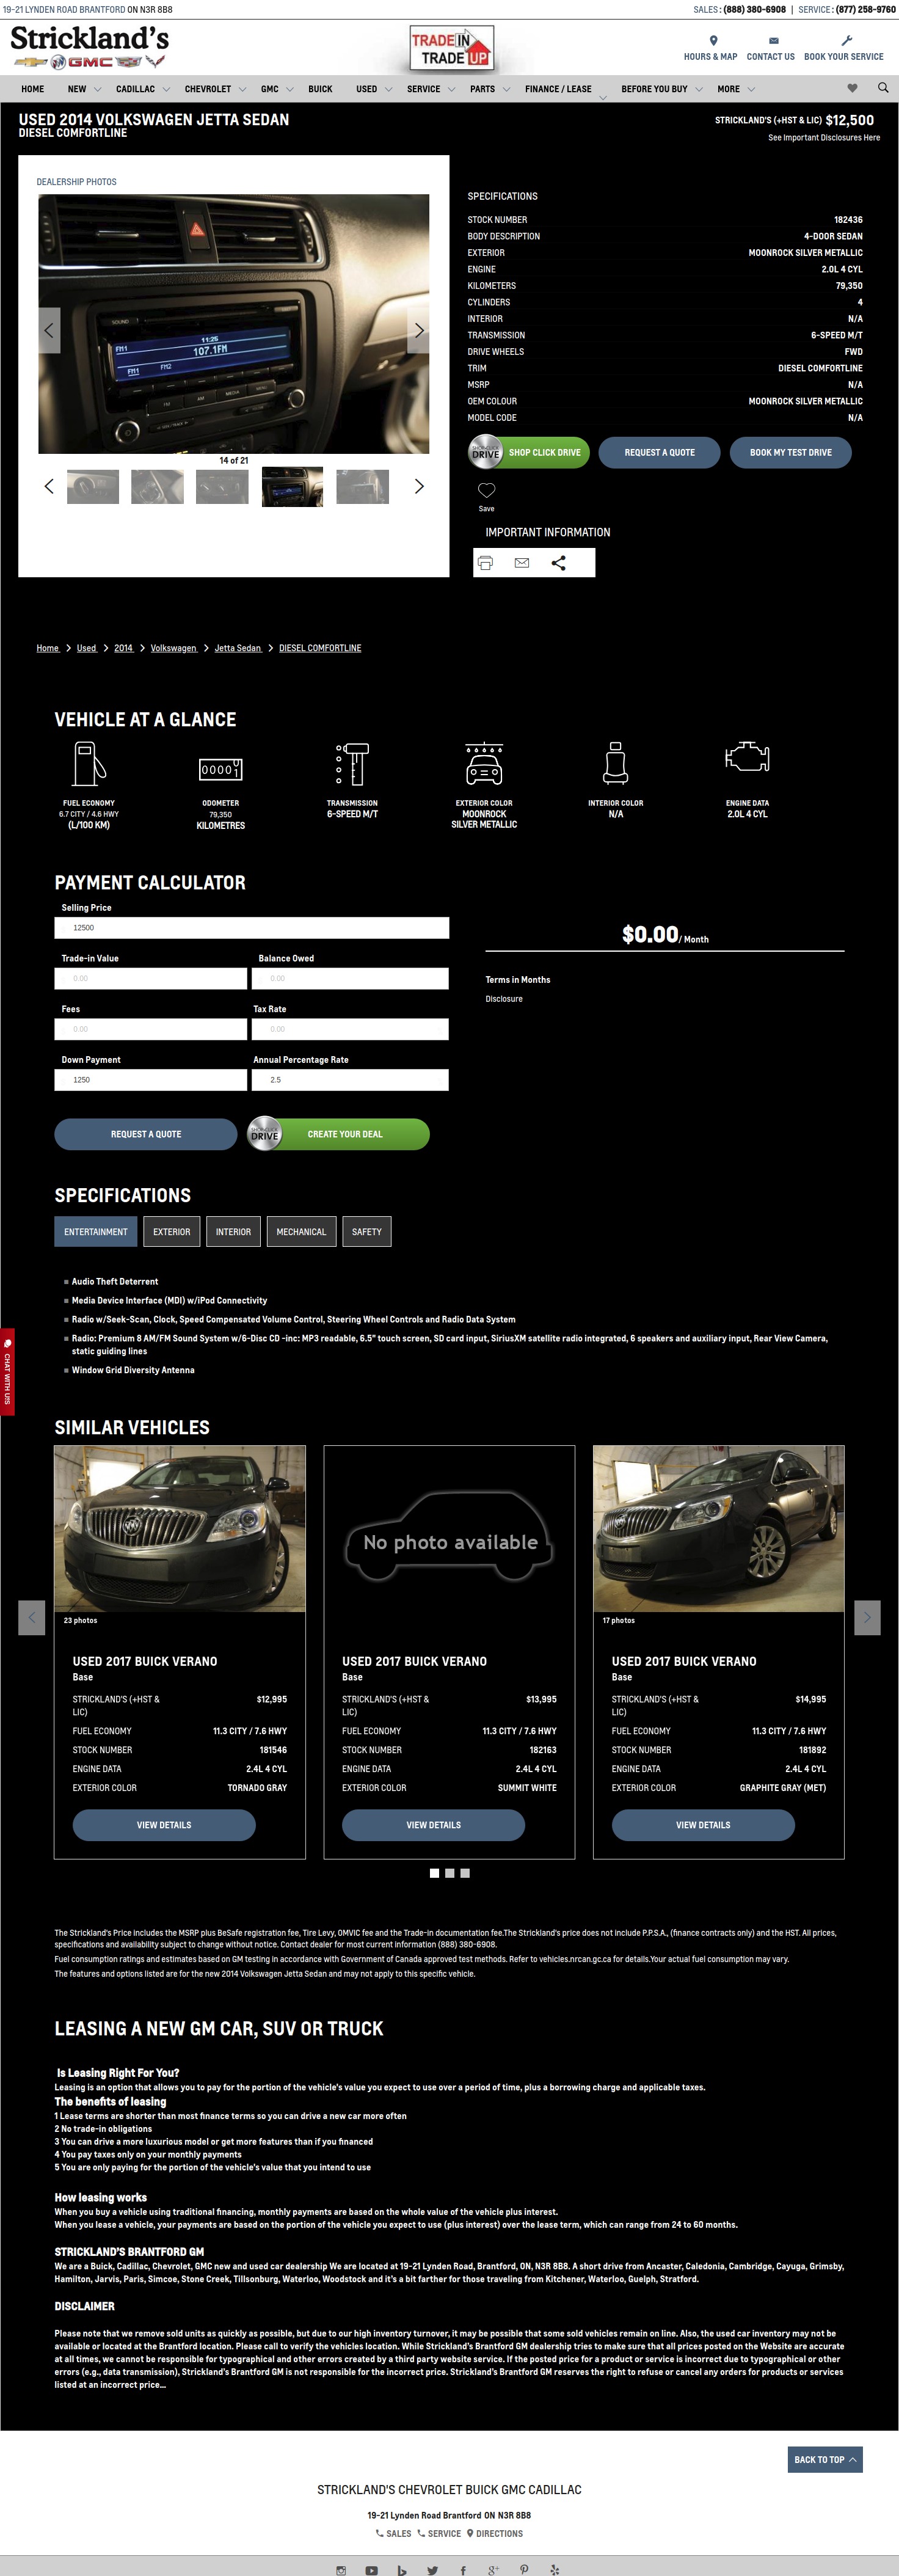 19-21 LYNDEN ROAD BRANTFORD ON N3R 8B8
SALES: (888) 380-6908 | SERVICE: (877) 258-9760
Strickland's
CHEVROLET GMC
TRADE IN
TRADE UP
HOURS & MAP CONTACT US BOOK YOUR SERVICE
HOME NEW CADILLAC CHEVROLET GMC BUICK USED SERVICE PARTS FINANCE / LEASE BEFORE YOU BUY MORE
USED 2014 VOLKSWAGEN JETTA SEDAN
DIESEL COMFORTLINE
STRICKLAND'S (+HST & LIC) $12,500
See Important Disclosures Here
DEALERSHIP PHOTOS
SOUND
11:25
FM1 107.1FM
FM1 FM2
FM AM MEDIA
14 of 21
SPECIFICATIONS
STOCK NUMBER 182436
BODY DESCRIPTION 4-DOOR SEDAN
EXTERIOR MOONROCK SILVER METALLIC
ENGINE 2.0L 4 CYL
KILOMETERS 79,350
CYLINDERS 4
INTERIOR N/A
TRANSMISSION 6-SPEED M/T
DRIVE WHEELS FWD
TRIM DIESEL COMFORTLINE
MSRP N/A
OEM COLOUR MOONROCK SILVER METALLIC
MODEL CODE N/A
SHOP·CLICK DRIVE SHOP CLICK DRIVE REQUEST A QUOTE BOOK MY TEST DRIVE
Save
IMPORTANT INFORMATION
Home Used 2014 Volkswagen Jetta Sedan DIESEL COMFORTLINE
VEHICLE AT A GLANCE
FUEL ECONOMY
6.7 CITY / 4.6 HWY
(L/100 KM)
00001
ODOMETER
79,350
KILOMETRES
TRANSMISSION
6-SPEED M/T
EXTERIOR COLOR
MOONROCK
SILVER METALLIC
INTERIOR COLOR
N/A
ENGINE DATA
2.0L 4 CYL
PAYMENT CALCULATOR
Selling Price
12500
Trade-in Value Balance Owed
0.00 0.00
Fees Tax Rate
0.00 0.00
Down Payment Annual Percentage Rate
1250 2.5
$0.00/ Month
Terms in Months
Disclosure
REQUEST A QUOTE SHOP·CLICK DRIVE CREATE YOUR DEAL
SPECIFICATIONS
ENTERTAINMENT EXTERIOR INTERIOR MECHANICAL SAFETY
Audio Theft Deterrent
Media Device Interface (MDI) w/iPod Connectivity
Radio w/Seek-Scan, Clock, Speed Compensated Volume Control, Steering Wheel Controls and Radio Data System
Radio: Premium 8 AM/FM Sound System w/6-Disc CD -inc: MP3 readable, 6.5" touch screen, SD card input, SiriusXM satellite radio integrated, 6 speakers and auxiliary input, Rear View Camera,
static guiding lines
Window Grid Diversity Antenna
CHAT WITH US
SIMILAR VEHICLES
23 photos
USED 2017 BUICK VERANO
Base
STRICKLAND'S (+HST &
LIC) $12,995
FUEL ECONOMY 11.3 CITY / 7.6 HWY
STOCK NUMBER 181546
ENGINE DATA 2.4L 4 CYL
EXTERIOR COLOR TORNADO GRAY
VIEW DETAILS
No photo available
USED 2017 BUICK VERANO
Base
STRICKLAND'S (+HST &
LIC) $13,995
FUEL ECONOMY 11.3 CITY / 7.6 HWY
STOCK NUMBER 182163
ENGINE DATA 2.4L 4 CYL
EXTERIOR COLOR SUMMIT WHITE
VIEW DETAILS
17 photos
USED 2017 BUICK VERANO
Base
STRICKLAND'S (+HST &
LIC) $14,995
FUEL ECONOMY 11.3 CITY / 7.6 HWY
STOCK NUMBER 181892
ENGINE DATA 2.4L 4 CYL
EXTERIOR COLOR GRAPHITE GRAY (MET)
VIEW DETAILS
The Strickland's Price includes the MSRP plus BeSafe registration fee, Tire Levy, OMVIC fee and the Trade-in documentation fee.The Strickland's price does not include P.P.S.A., (finance contracts only) and the HST. All prices,
specifications and availability subject to change without notice. Contact dealer for most current information (888) 380-6908.
Fuel consumption ratings and estimates based on GM testing in accordance with Government of Canada approved test methods. Refer to vehicles.nrcan.gc.ca for details.Your actual fuel consumption may vary.
The features and options listed are for the new 2014 Volkswagen Jetta Sedan and may not apply to this specific vehicle.
LEASING A NEW GM CAR, SUV OR TRUCK
Is Leasing Right For You?
Leasing is an option that allows you to pay for the portion of the vehicle's value you expect to use over a period of time, plus a borrowing charge and applicable taxes.
The benefits of leasing
1 Lease terms are shorter than most finance terms so you can drive a new car more often
2 No trade-in obligations
3 You can drive a more luxurious model or get more features than if you financed
4 You pay taxes only on your monthly payments
5 You are only paying for the portion of the vehicle's value that you intend to use
How leasing works
When you buy a vehicle using traditional financing, monthly payments are based on the whole value of the vehicle plus interest.
When you lease a vehicle, your payments are based on the portion of the vehicle you expect to use (plus interest) over the lease term, which can range from 24 to 60 months.
STRICKLAND'S BRANTFORD GM
We are a Buick, Cadillac, Chevrolet, GMC new and used car dealership We are located at 19-21 Lynden Road, Brantford, ON, N3R 8B8. A short drive from Ancaster, Caledonia, Cambridge, Cayuga, Grimsby,
Hamilton, Jarvis, Paris, Simcoe, Stone Creek, Tillsonburg, Waterloo, Woodstock and it's a bit farther for those traveling from Kitchener, Waterloo, Guelph, Stratford.
DISCLAIMER
Please note that we remove sold units as quickly as possible, but due to our high inventory turnover, it may be possible that some sold vehicles remain on line. Also, the used car inventory may not be
available or located at the Brantford location. Please call to verify the vehicles location. While Strickland's Brantford GM dealership tries to make sure that all prices posted on the Website are accurate
at all times, we cannot be responsible for typographical and other errors created by a third party website service. If the posted price for a product or service is incorrect due to typographical or other
errors (e.g., data transmission), Strickland's Brantford GM is not responsible for the incorrect price. Strickland's Brantford GM reserves the right to refuse or cancel any orders for products or services
listed at an incorrect price...
BACK TO TOP
STRICKLAND'S CHEVROLET BUICK GMC CADILLAC
19-21 Lynden Road Brantford ON N3R 8B8
SALES SERVICE DIRECTIONS